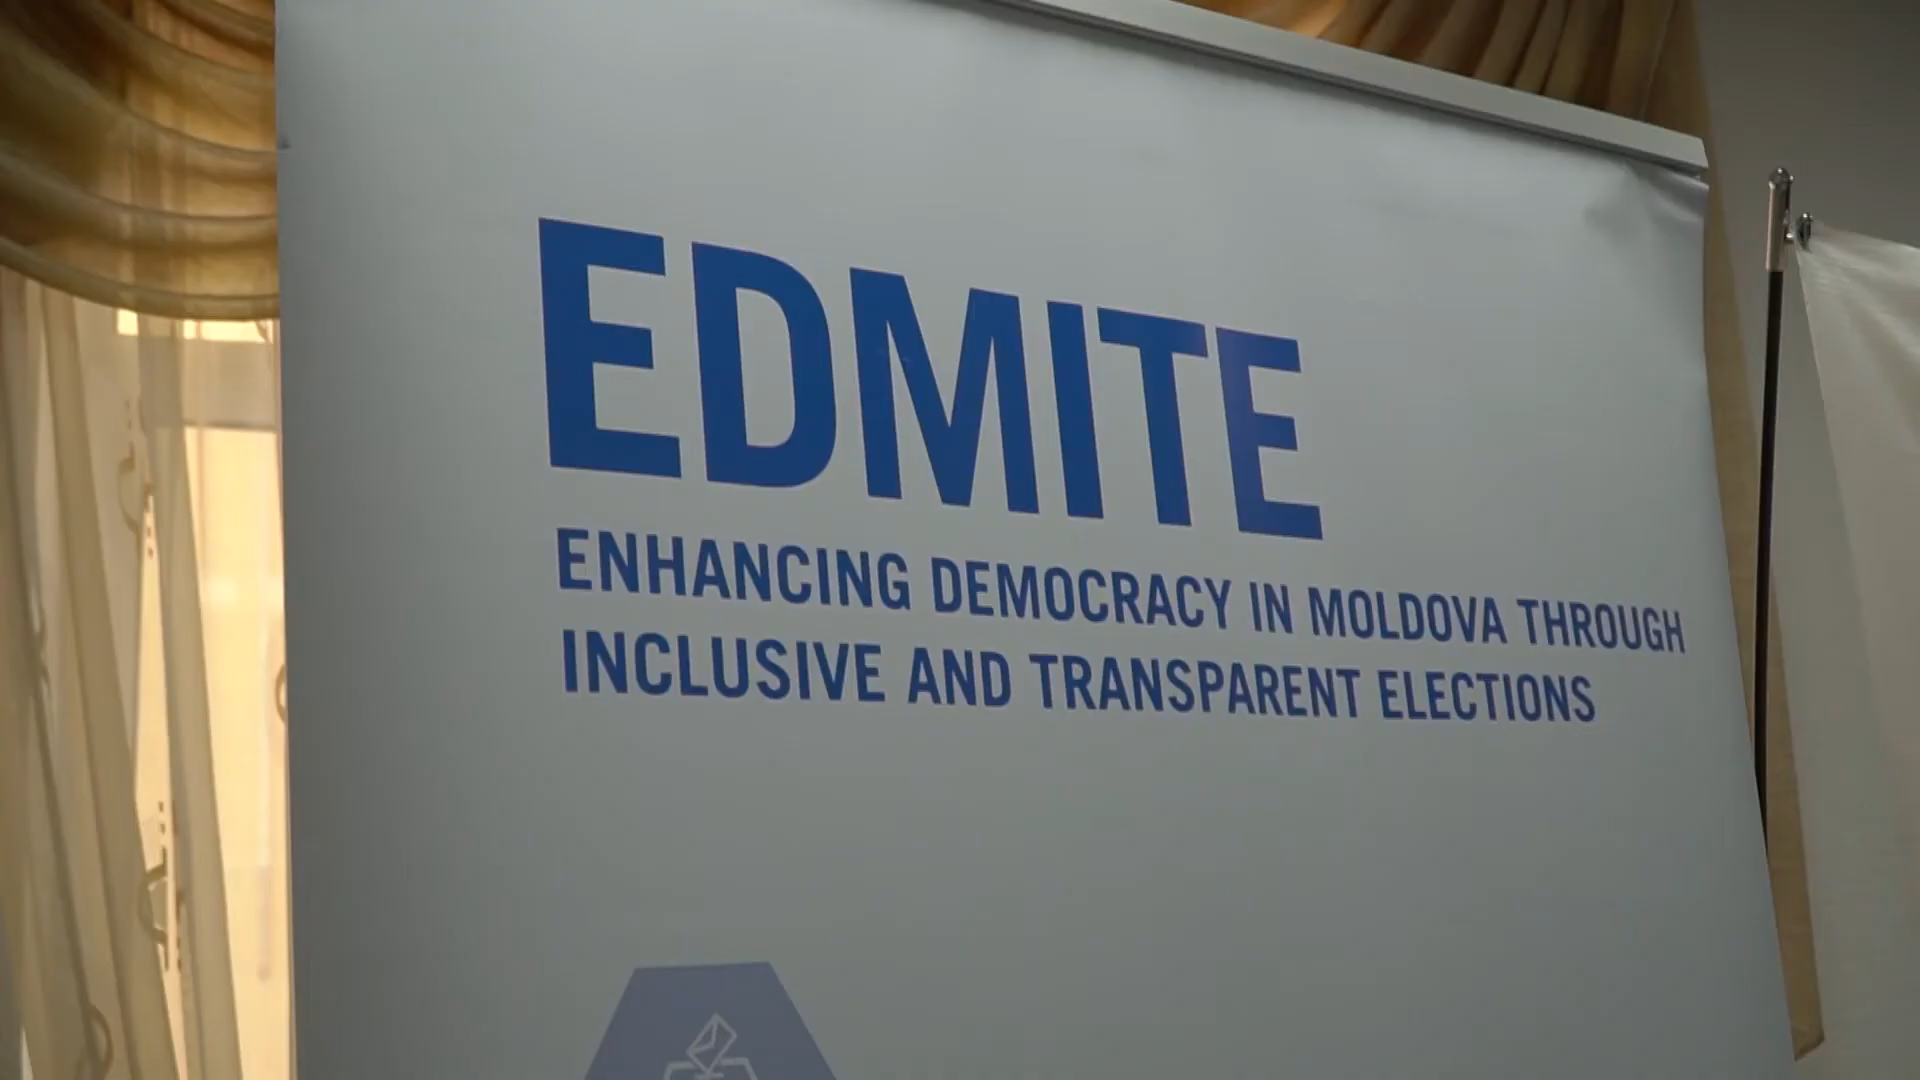 EDMITE
ENHANCING DEMOCRACY IN MOLDOVA THROUGH
INCLUSIVE AND TRANSPARENT ELECTIONS